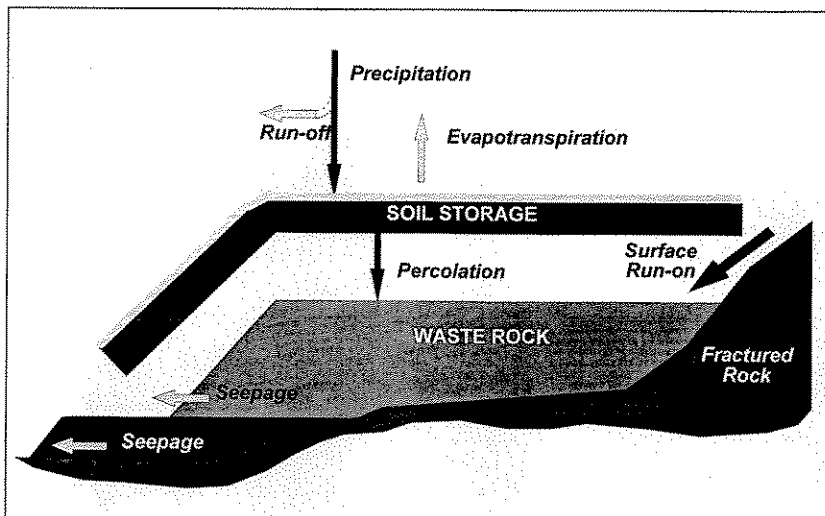 Precipitation
Run-off
Evapotranspiration
SOIL STORAGE
Surface
Run-on
Percolation
WASTE ROCK
Fractured
Rock
Seepage
Seepage